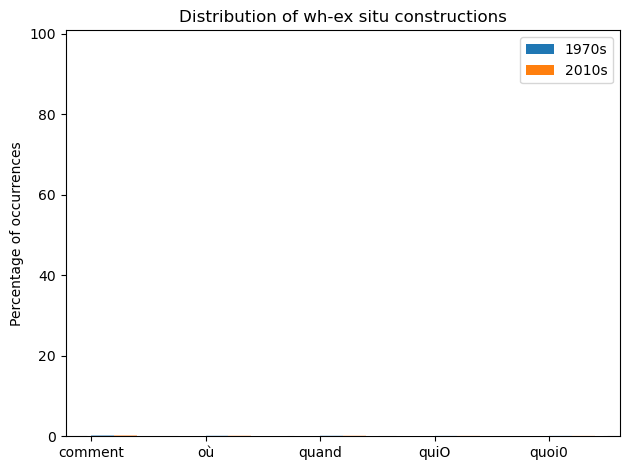 Distribution of wh-ex situ constructions
1970s
2010s
Percentage of occurrences
100
80
60
40
20
0
comment où quand quiO quoi0